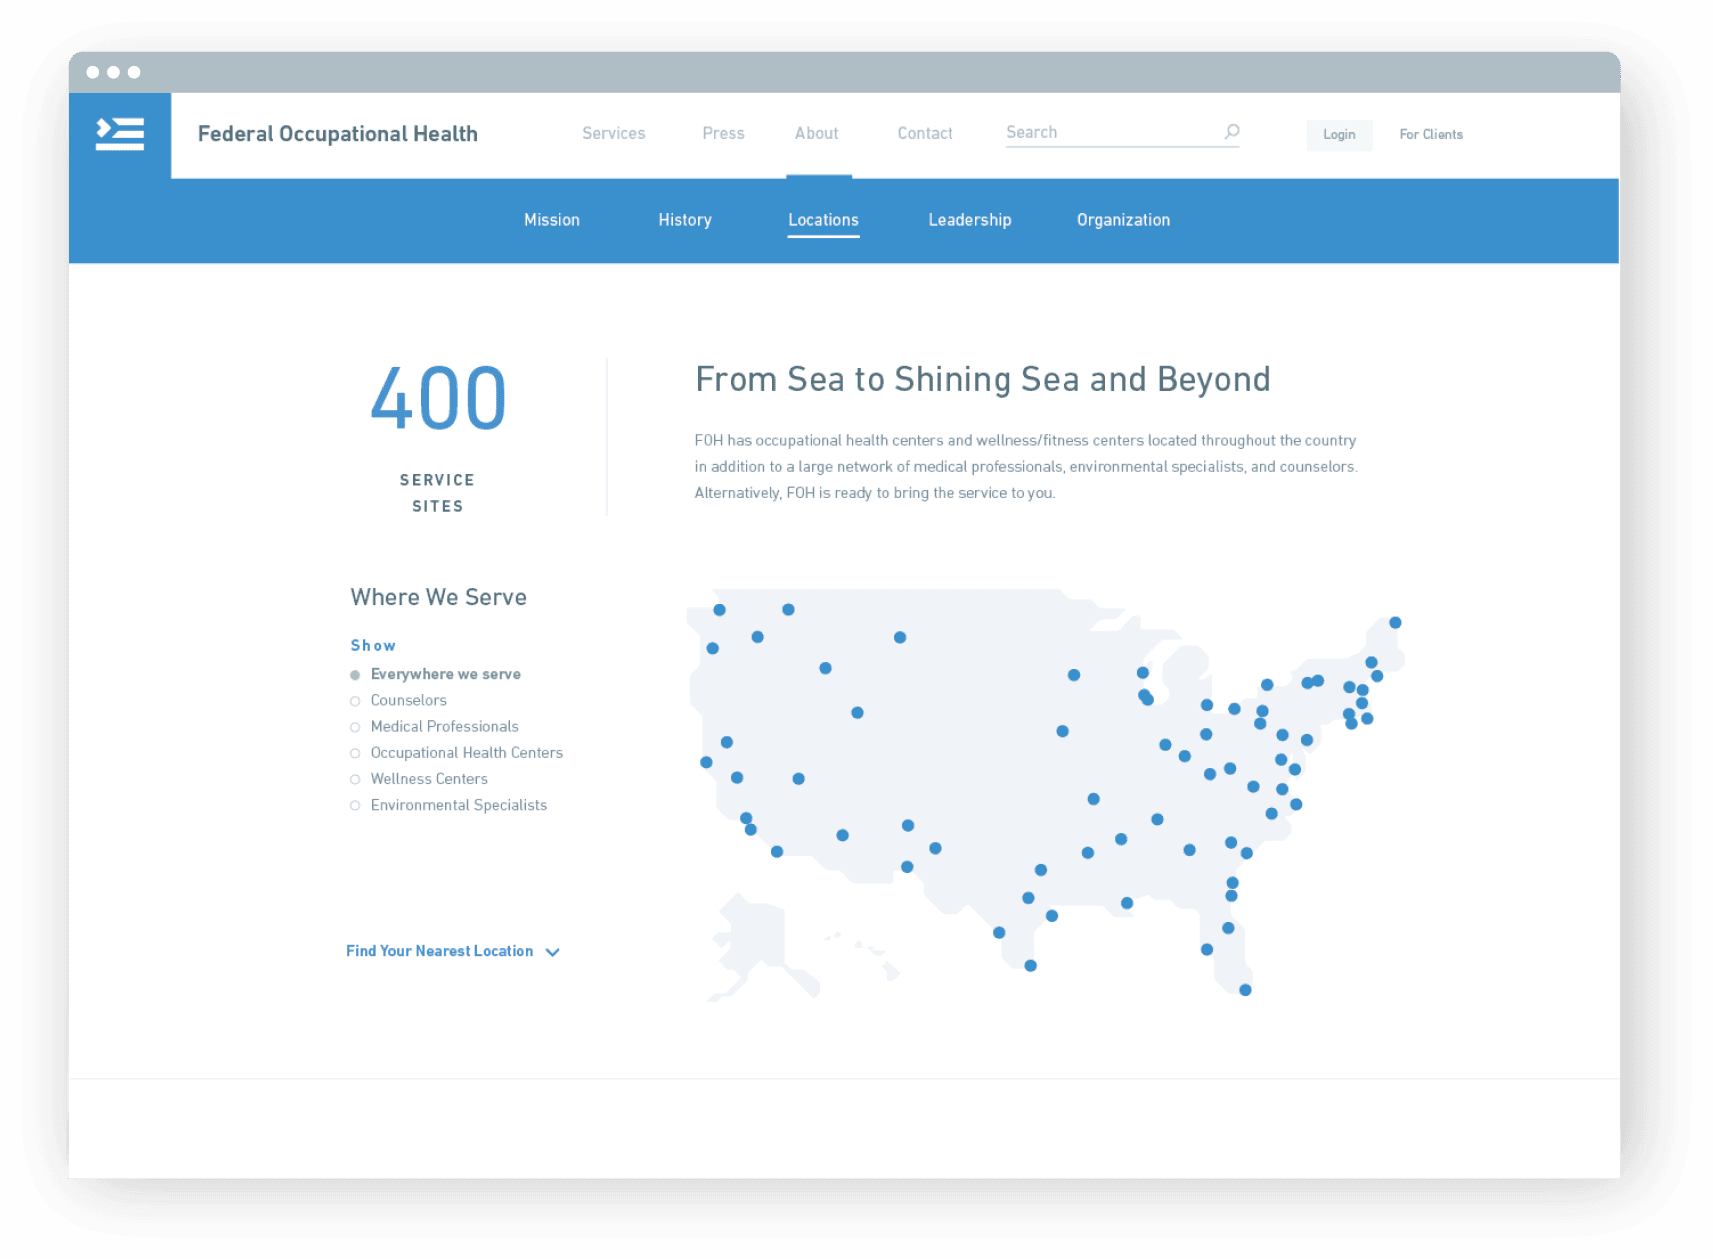 Federal Occupational Health
Services
Press
About
Contact
Search
Login
For Clients
Mission
History
Locations
Leadership
Organization
400
SERVICE
SITES
From Sea to Shining Sea and Beyond
FOH has occupational health centers and wellness/fitness centers located throughout the country
in addition to a large network of medical professionals, environmental specialists, and counselors.
Alternatively, FOH is ready to bring the service to you.
Where We Serve
Show
Everywhere we serve
Counselors
Medical Professionals
Occupational Health Centers
Wellness Centers
Environmental Specialists
Find Your Nearest Location